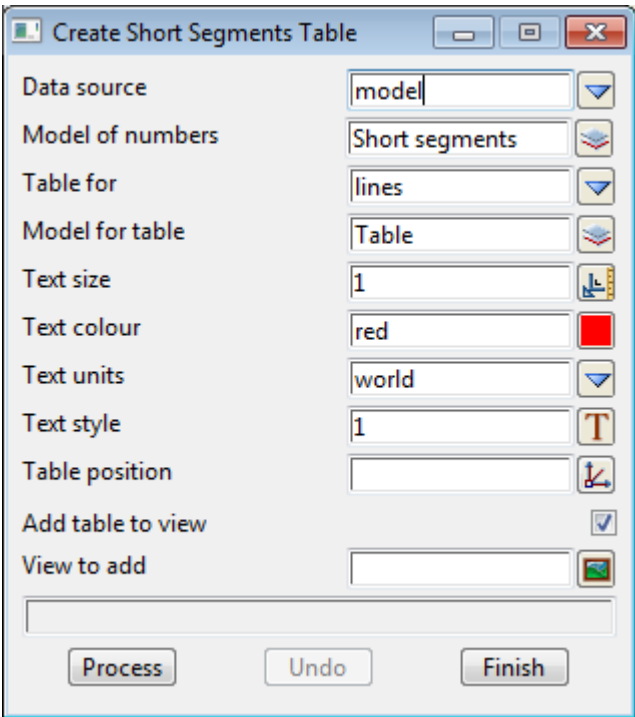 Create Short Segments Table
Data source model
Model of numbers Short segments
Table for lines
Model for table Table
Text size 1
Text colour red
Text units world
Text style 1 T
Table position
Add table to view
View to add
Process Undo Finish